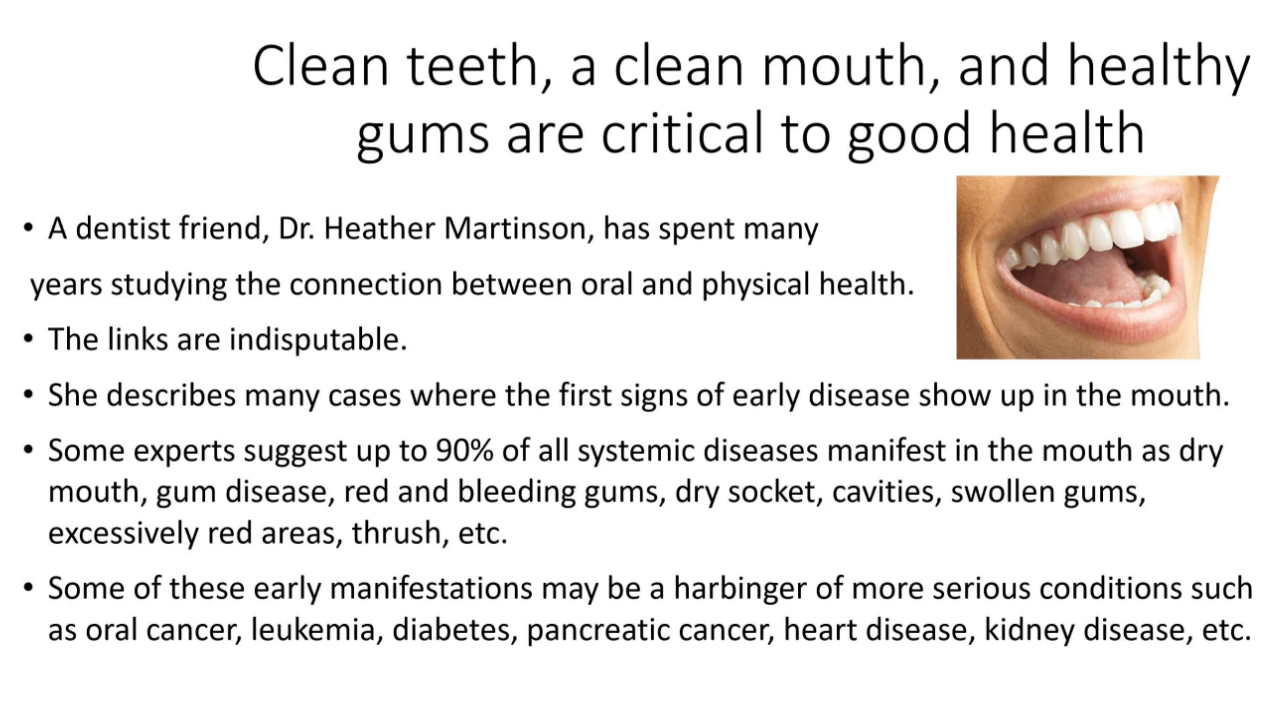 Clean teeth, a clean mouth, and healthy
gums are critical to good health
• A dentist friend, Dr. Heather Martinson, has spent many
years studying the connection between oral and physical health.
• The links are indisputable.
• She describes many cases where the first signs of early disease show up in the mouth.
• Some experts suggest up to 90% of all systemic diseases manifest in the mouth as dry
mouth, gum disease, red and bleeding gums, dry socket, cavities, swollen gums,
excessively red areas, thrush, etc.
• Some of these early manifestations may be a harbinger of more serious conditions such
as oral cancer, leukemia, diabetes, pancreatic cancer, heart disease, kidney disease, etc.